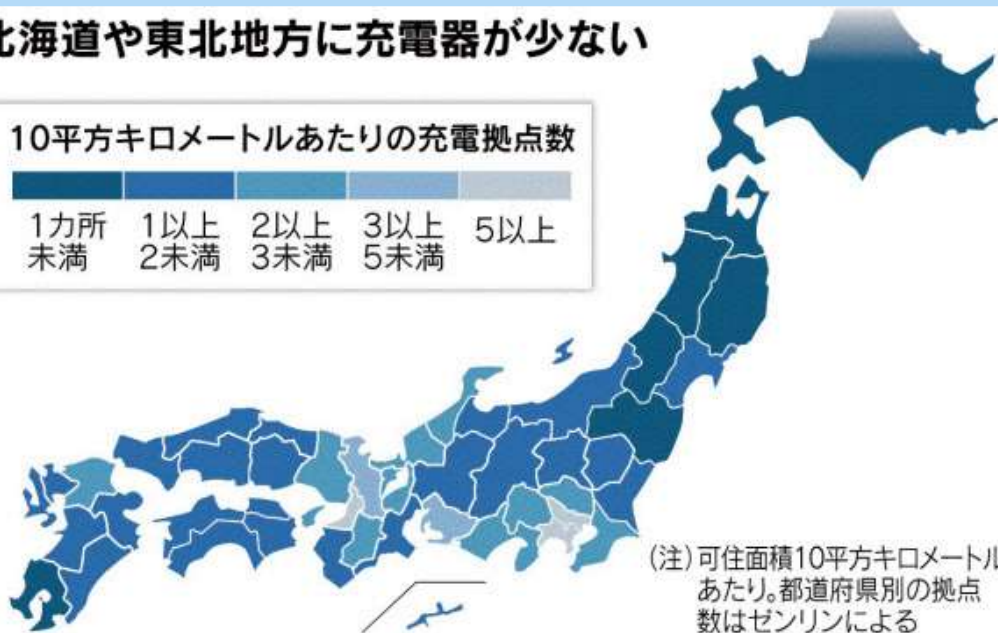 北海道や東北地方に充電器が少ない
10平方キロメートルあたりの充電拠点数
1カ所未満
1以上2未満
2以上3未満
3以上5未満
5以上
(注)可住面積10平方キロメートル
あたり。都道府県別の拠点
数はゼンリンによる